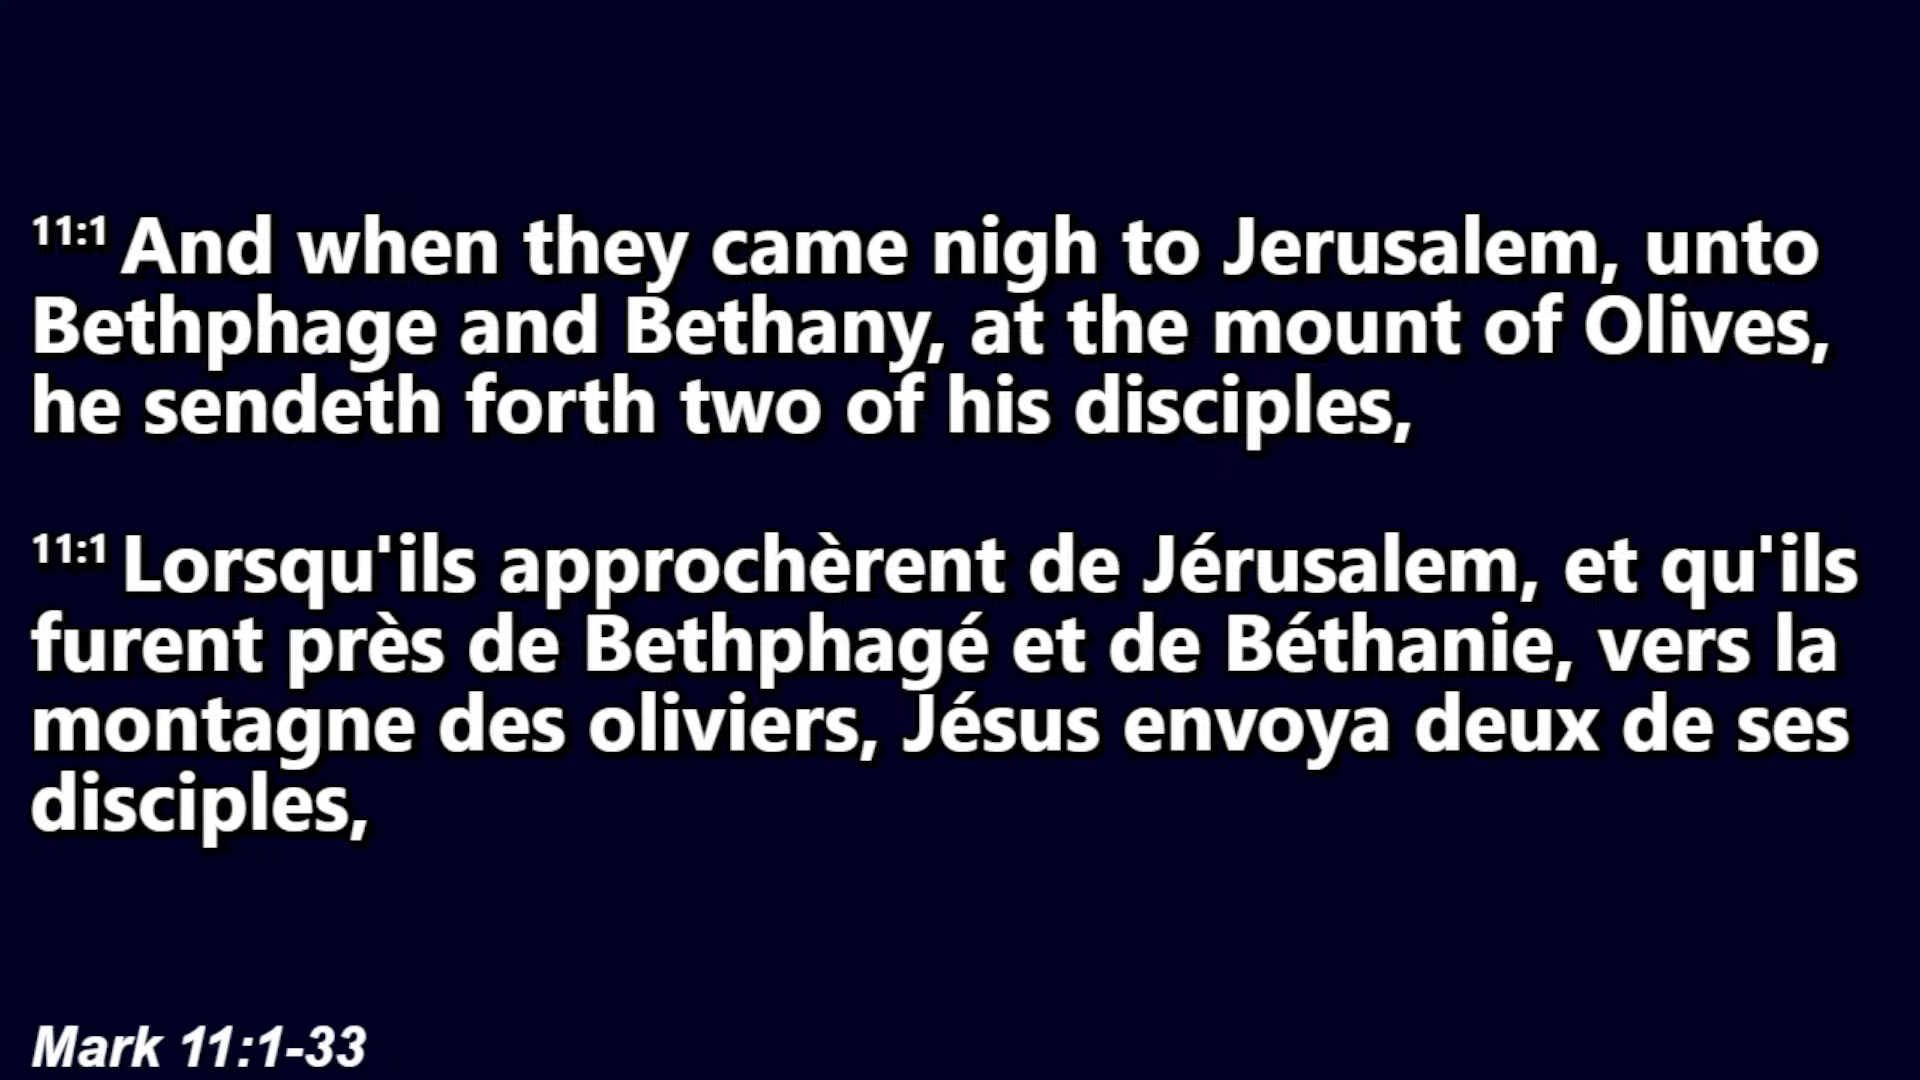 11:1 And when they came nigh to Jerusalem, unto
Bethphage and Bethany, at the mount of Olives,
he sendeth forth two of his disciples,
11:1 Lorsqu'ils approchèrent de Jérusalem, et qu'ils
furent près de Bethphagé et de Béthanie, vers la
montagne des oliviers, Jésus envoya deux de ses
disciples,
Mark 11:1-33